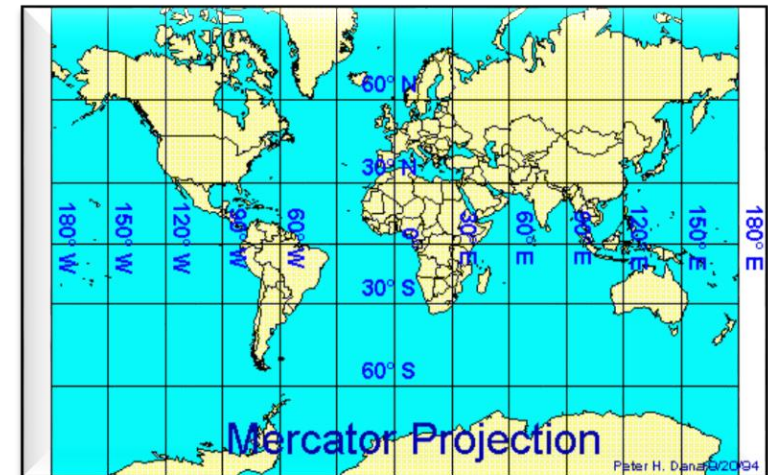 60° N
30° N
180° W
150° W
120° W
90° W
60° W
0°
30° E
60° E
90° E
120° E
150° E
180° E
30° S
60° S
Mercator Projection
Peter H. Dana 9/20/94